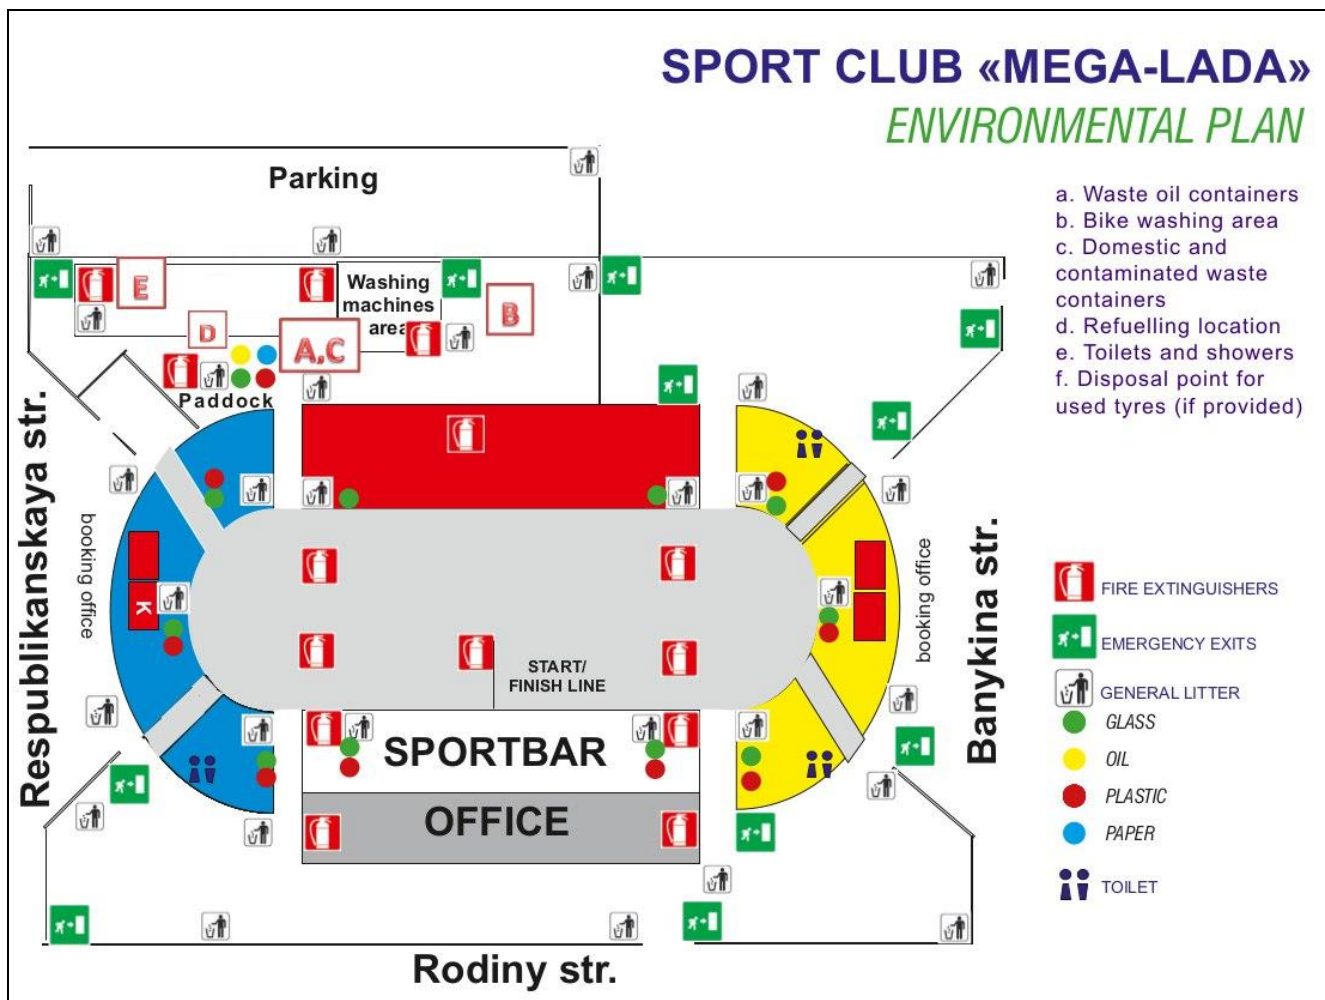 SPORT CLUB «MEGA-LADA»
ENVIRONMENTAL PLAN
Parking
a. Waste oil containers
b. Bike washing area
c. Domestic and
contaminated waste
containers
d. Refuelling location
e. Toilets and showers
f. Disposal point for
used tyres (if provided)
E
Washing
machines
area
B
D
A,C
Paddock
Respublikanskaya str.
booking office
K
START/
FINISH LINE
booking office
Banykina str.
SPORTBAR
OFFICE
Rodiny str.
FIRE EXTINGUISHERS
EMERGENCY EXITS
GENERAL LITTER
GLASS
OIL
PLASTIC
PAPER
TOILET